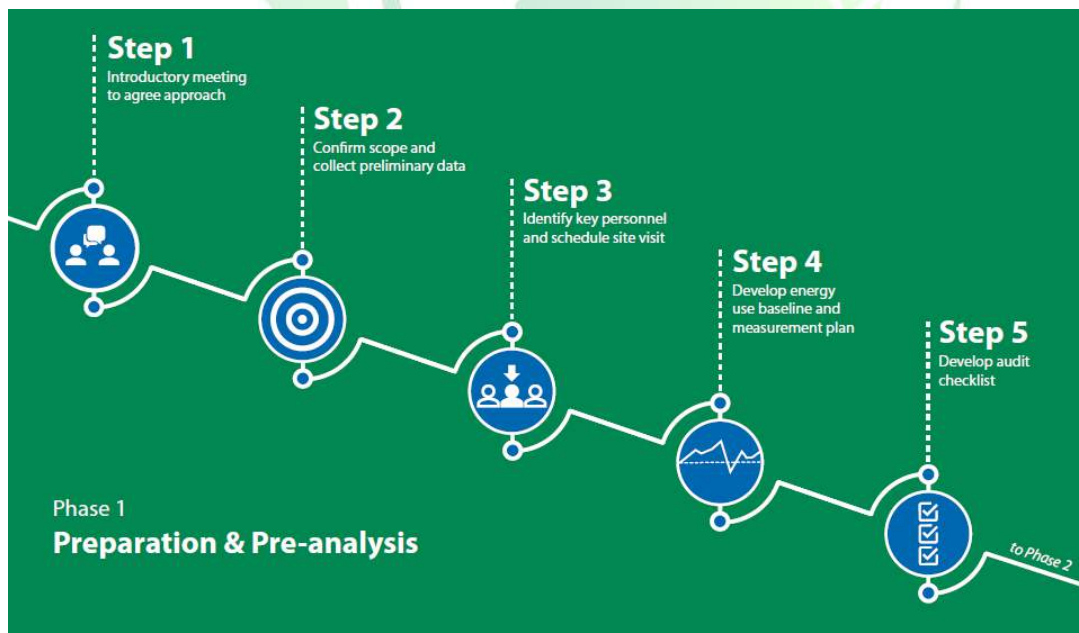 Step 1
Introductory meeting
to agree approach
Step 2
Confirm scope and
collect preliminary data
Step 3
Identify key personnel
and schedule site visit
Step 4
Develop energy
use baseline and
measurement plan
Step 5
Develop audit
checklist
Phase 1
Preparation & Pre-analysis
to Phase 2